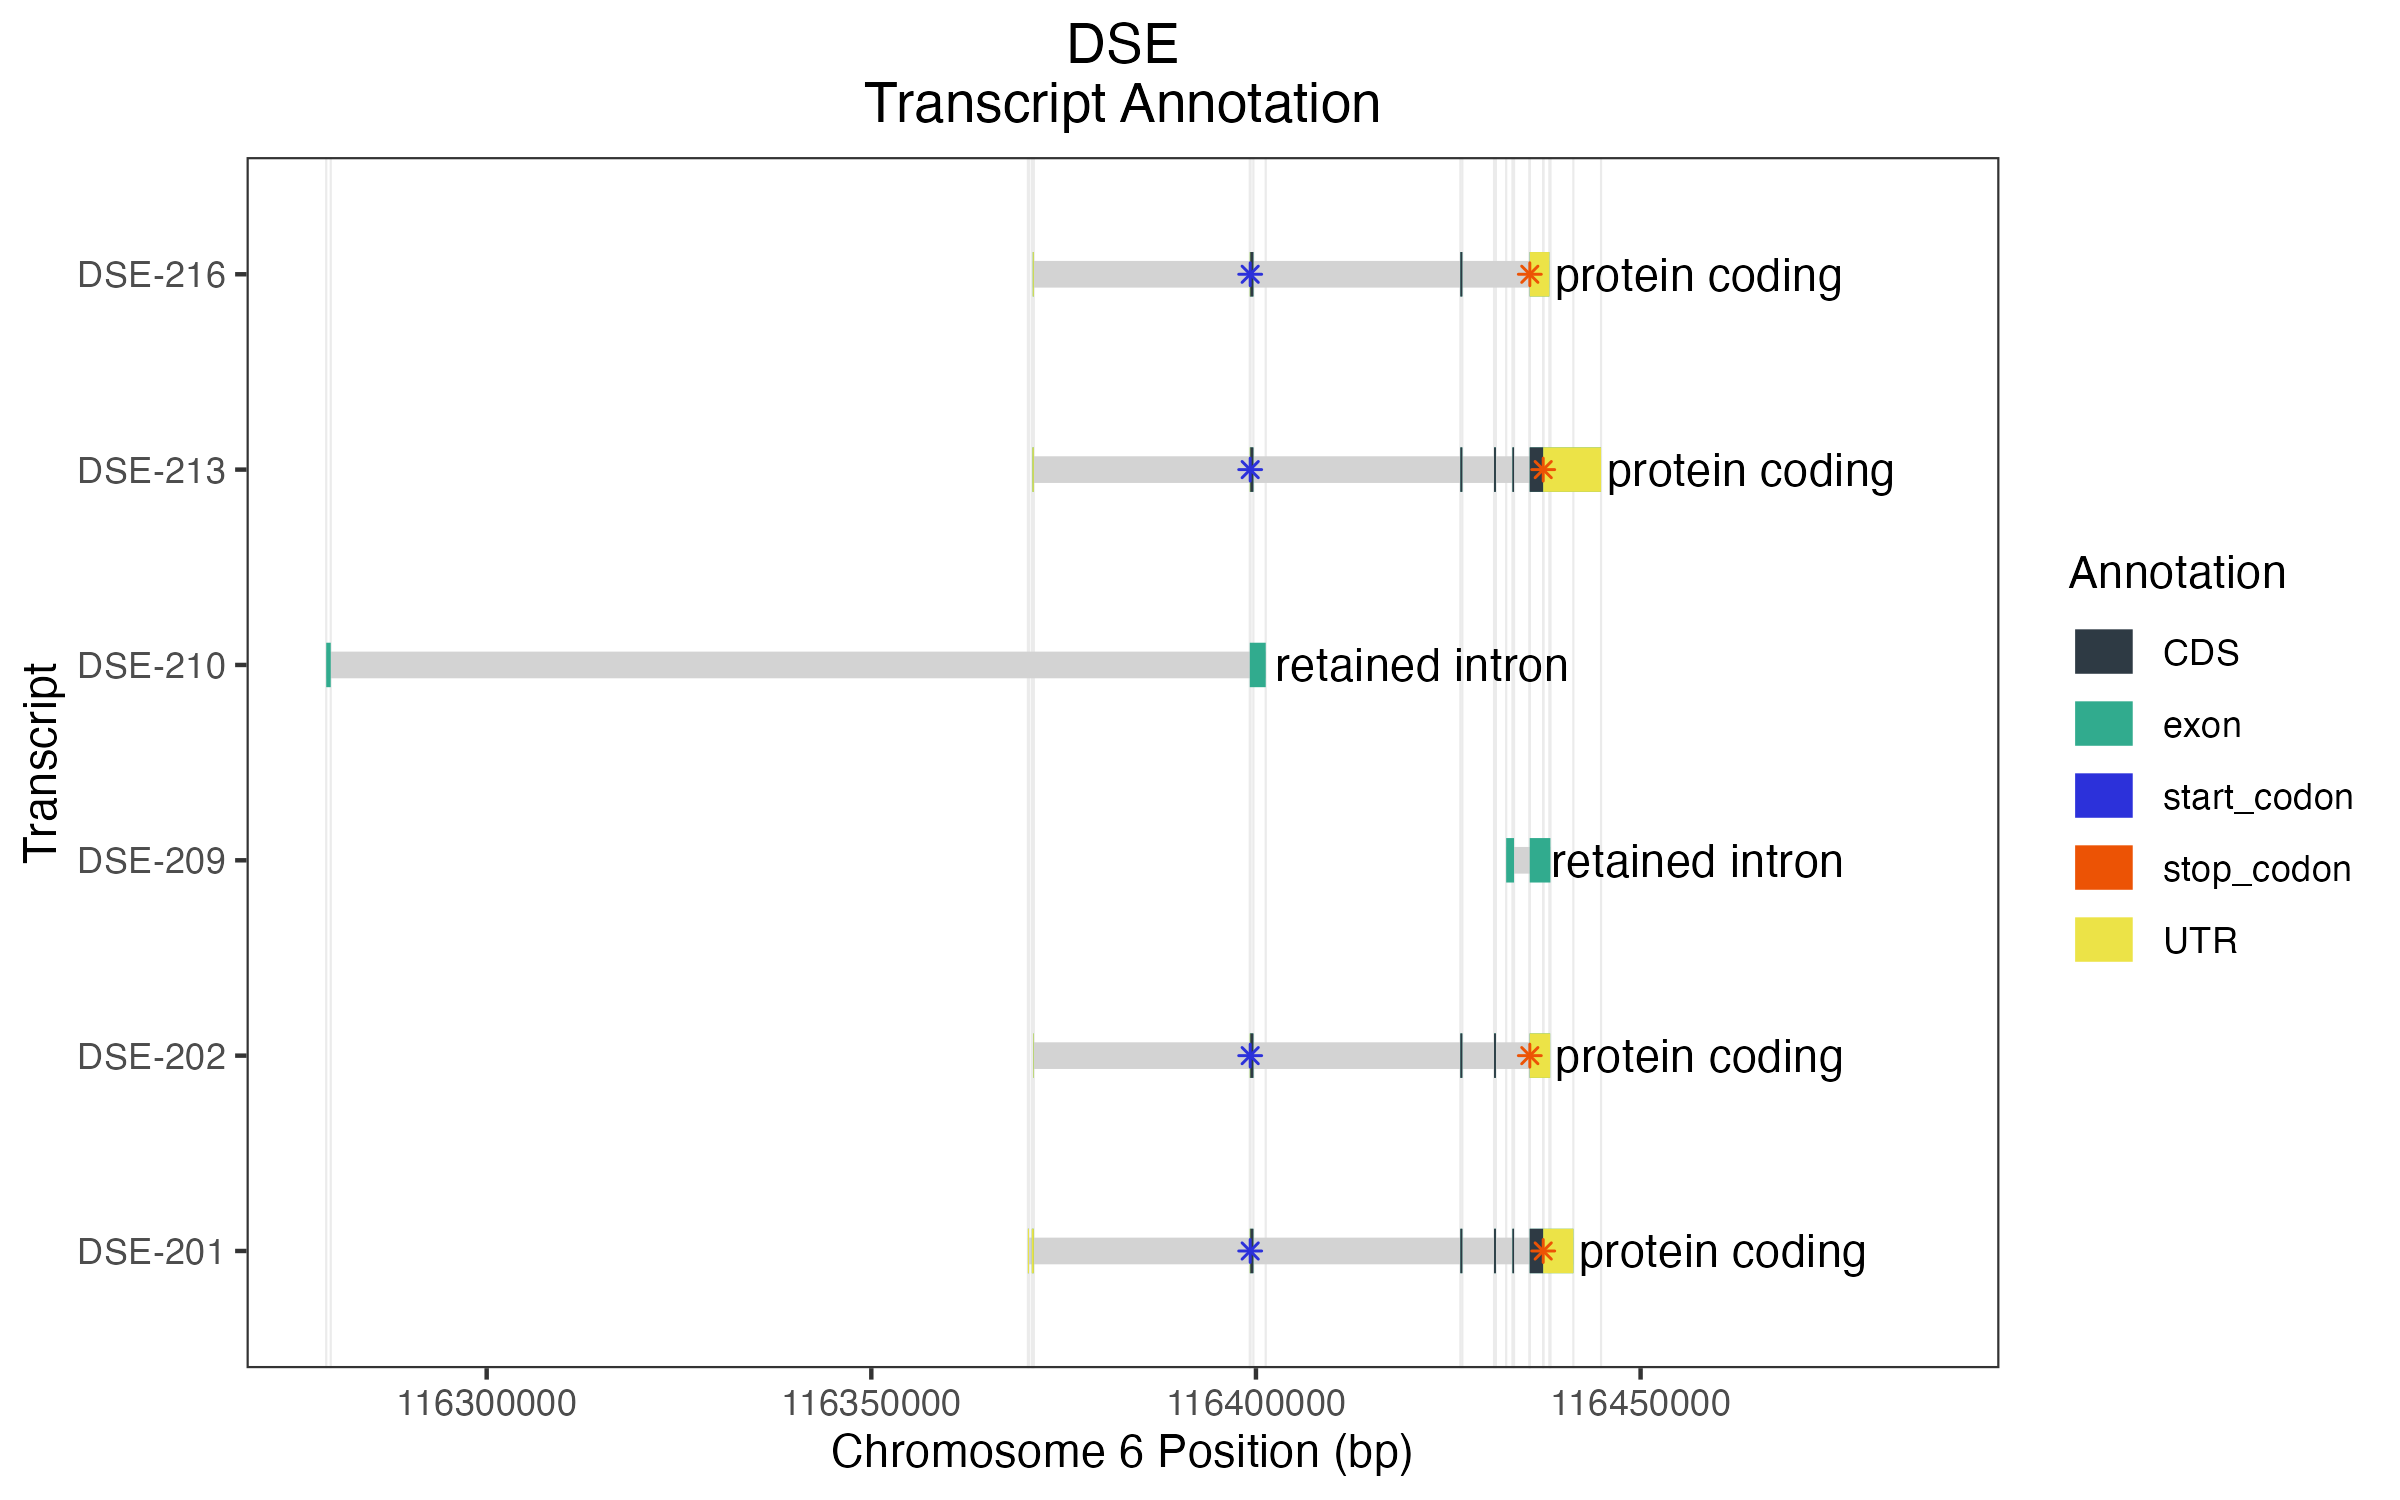 DSE
Transcript Annotation
Transcript
DSE-216
protein coding
DSE-213
protein coding
DSE-210
retained intron
DSE-209
retained intron
DSE-202
protein coding
DSE-201
protein coding
116300000
116350000
116400000
116450000
Chromosome 6 Position (bp)
Annotation
CDS
exon
start_codon
stop_codon
UTR